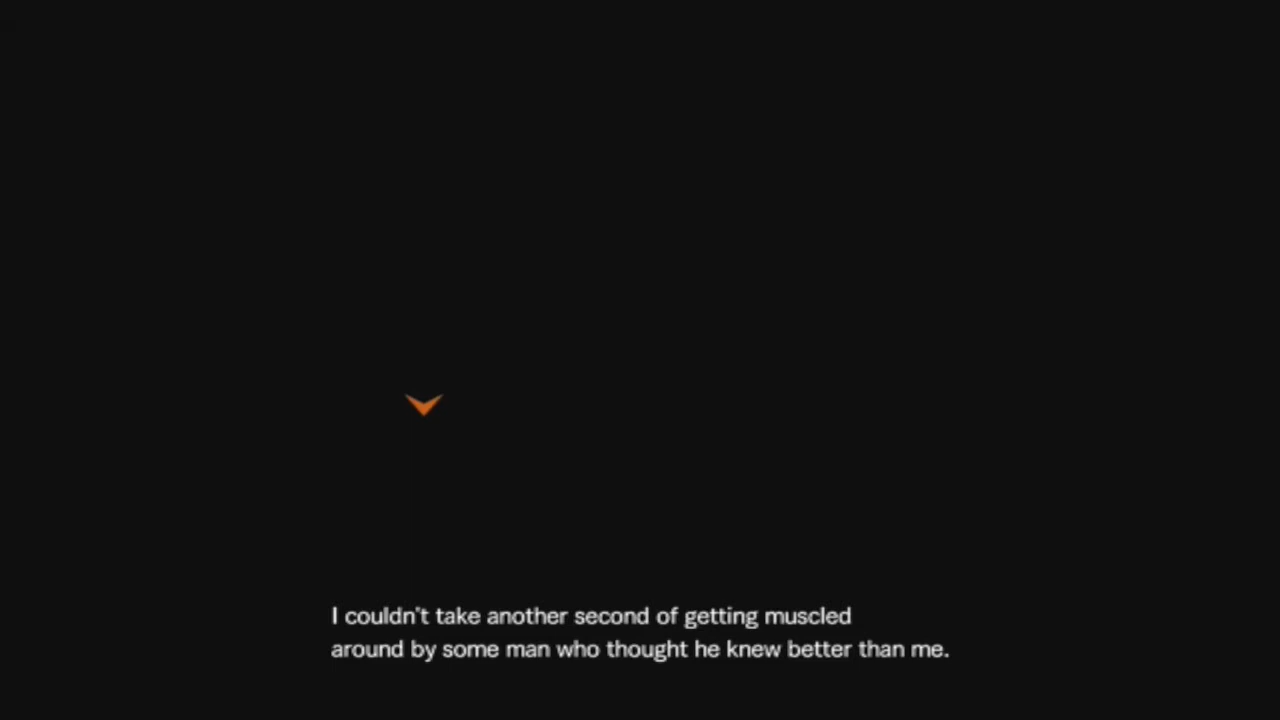 I couldn't take another second of getting muscled
around by some man who thought he knew better than me.